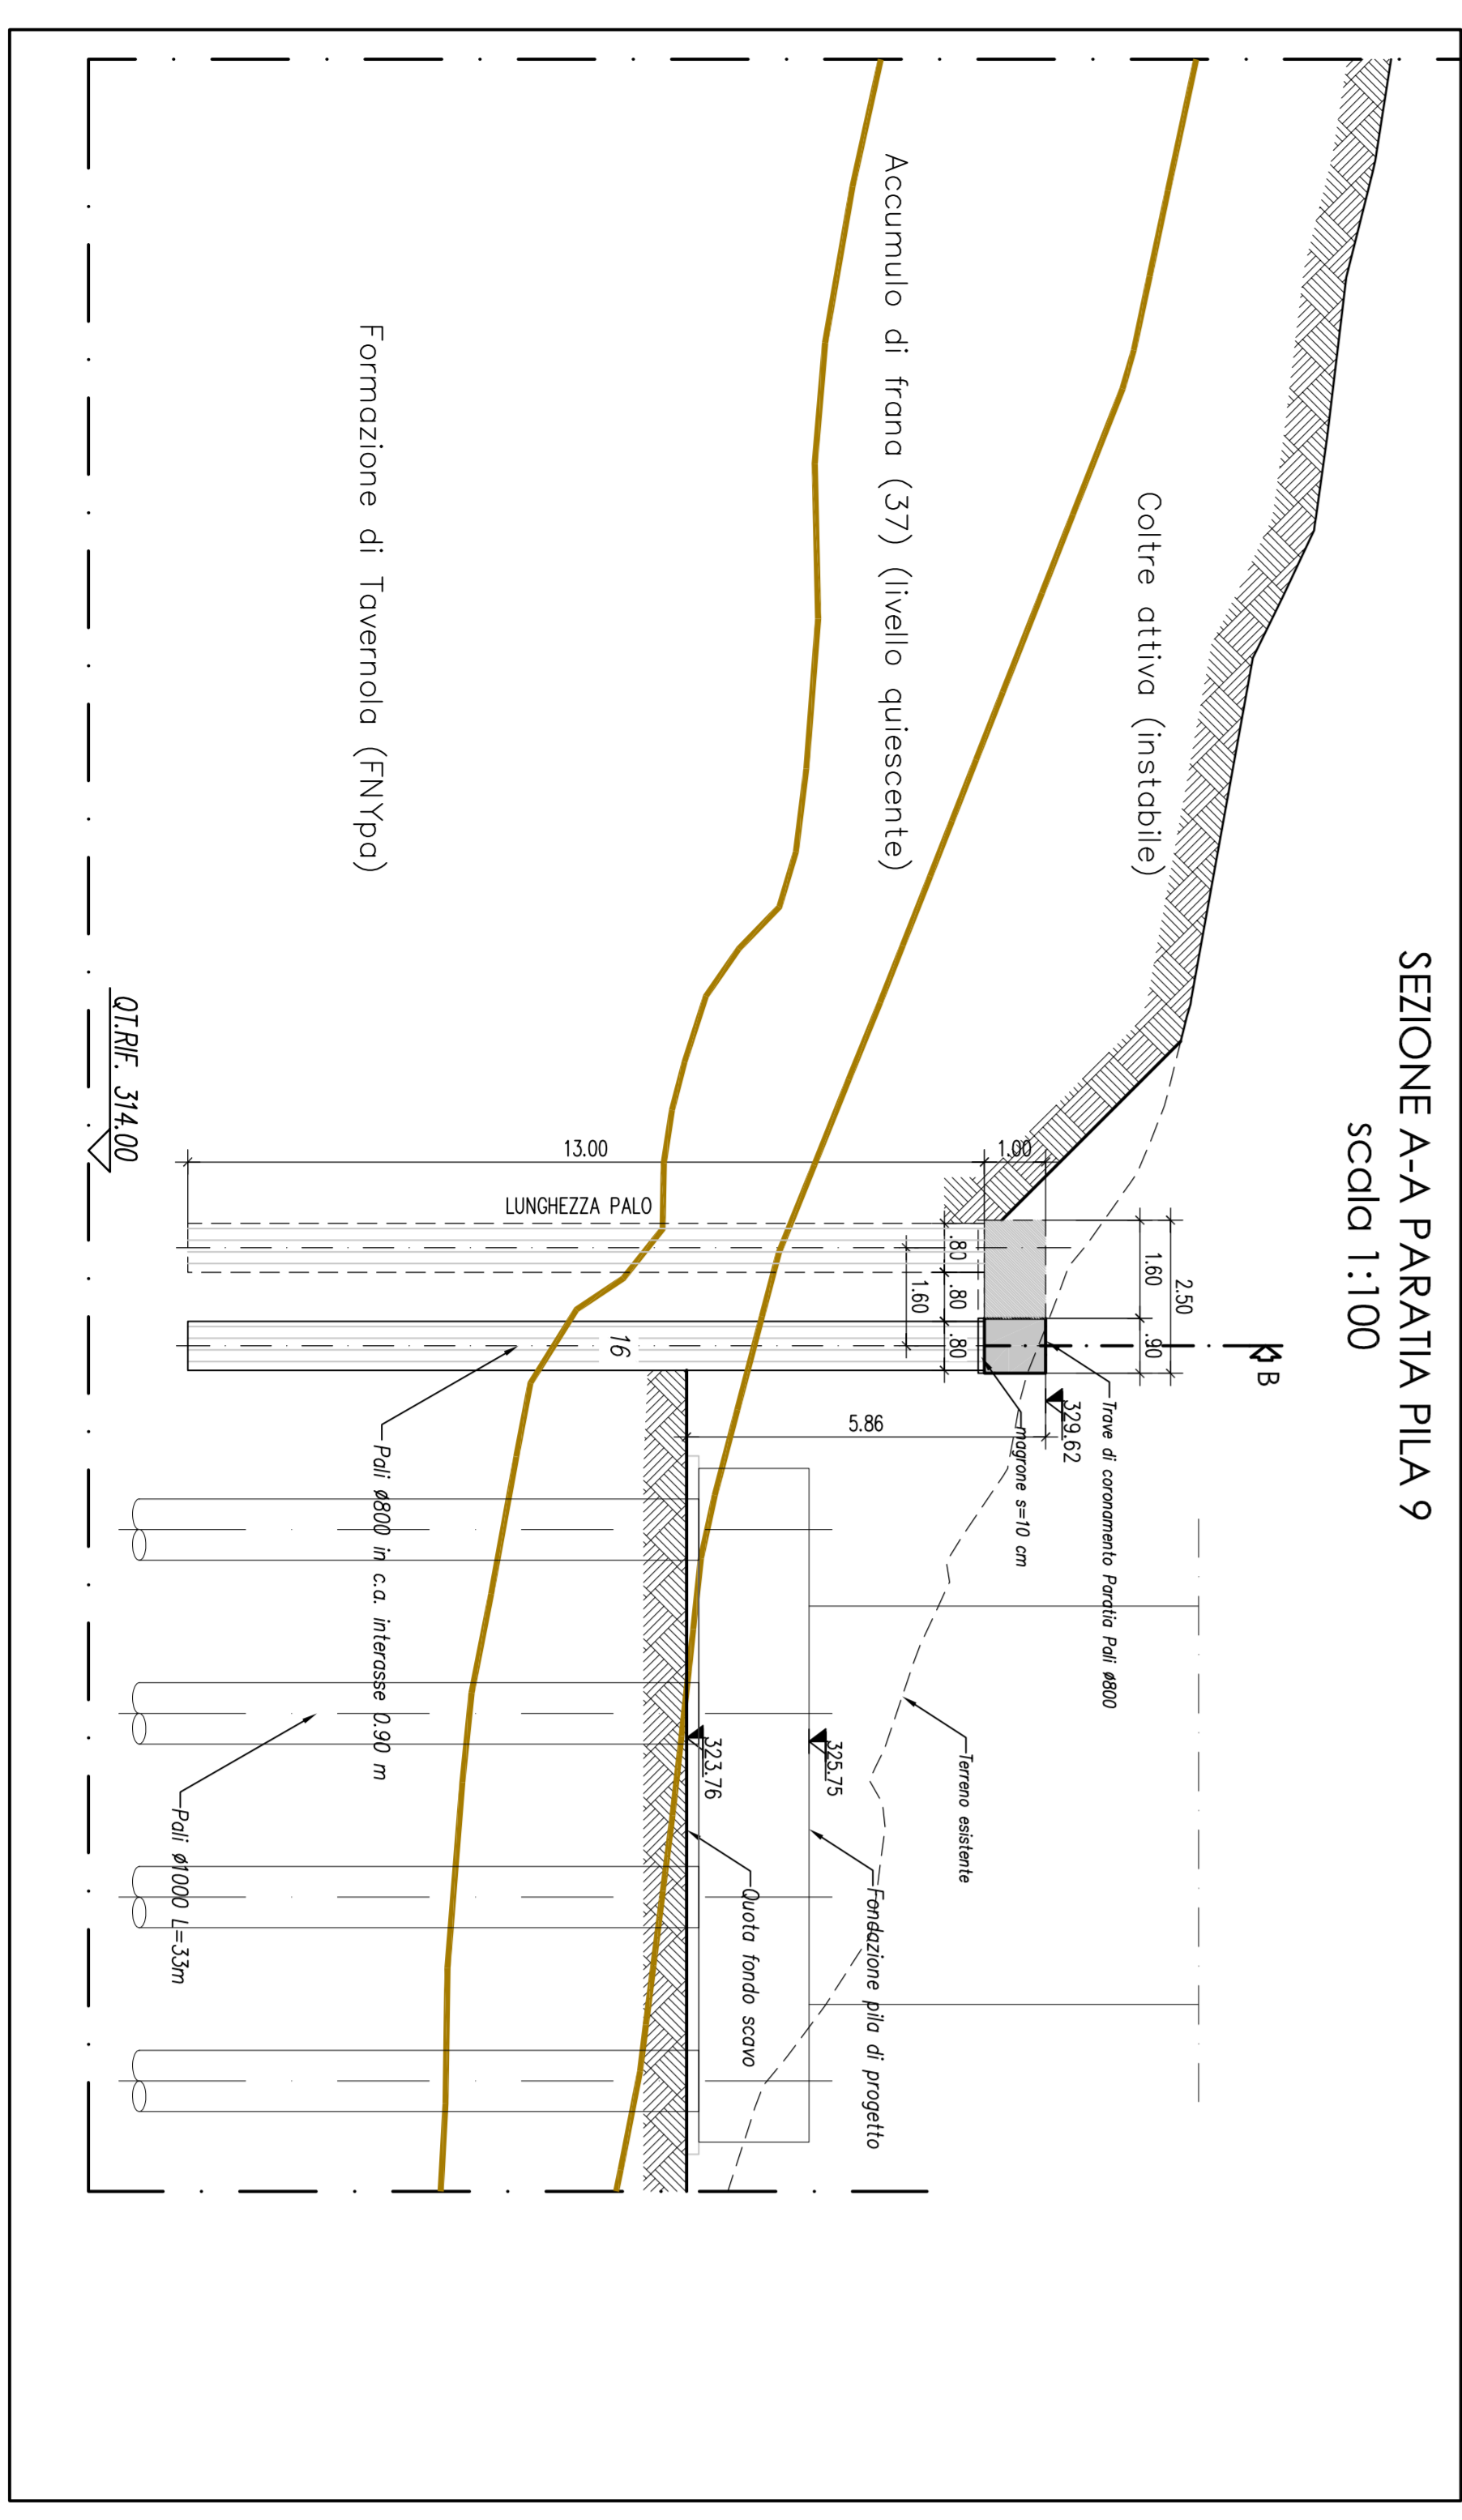 SEZIONE A-A PARATIA PILA 9
scala 1:100
B
2.50
1.60
.90
Trave di coronamento Paratia Pali ø800
329.62
magrone s=10 cm
1.00
.80
.80
.80
1.60
Coltre attiva (instabile)
Terreno esistente
Accumulo di frana (37) (livello quiescente)
5.86
Fondazione pila di progetto
325.75
Quota fondo scavo
323.76
13.00
LUNGHEZZA PALO
16
Formazione di Tavernola (FNYpa)
Pali ø800 in c.a. interasse 0.90 m
Pali ø1000 L=33m
QT.RIF. 314.00